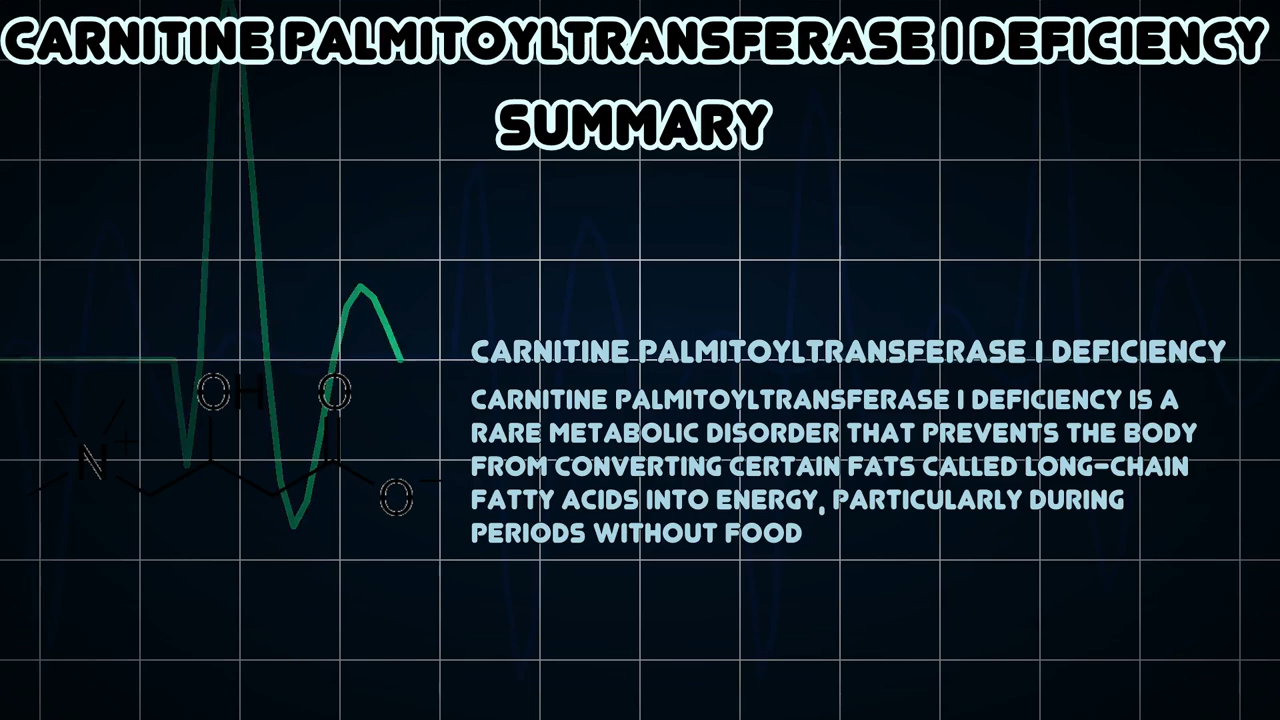 CARNITINE PALMITOYLTRANSFERASE I DEFICIENCY
SUMMARY
CARNITINE PALMITOYLTRANSFERASE I DEFICIENCY
CARNITINE PALMITOYLTRANSFERASE I DEFICIENCY IS A
RARE METABOLIC DISORDER THAT PREVENTS THE BODY
FROM CONVERTING CERTAIN FATS CALLED LONG-CHAIN
FATTY ACIDS INTO ENERGY, PARTICULARLY DURING
PERIODS WITHOUT FOOD
OH O
N+
O-